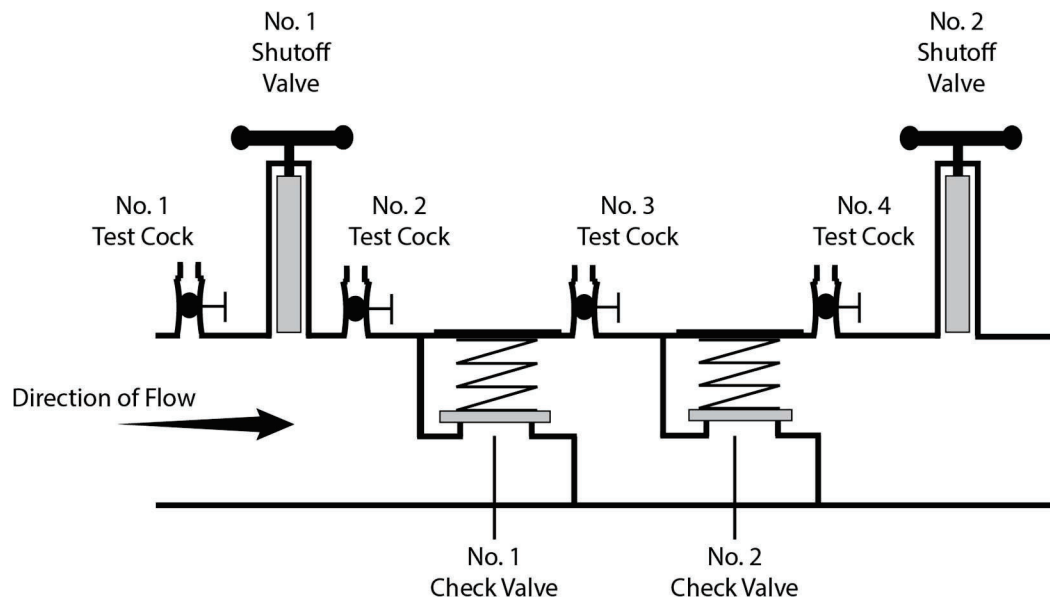 No. 1
Shutoff
Valve
No. 2
Shutoff
Valve
No. 1
Test Cock
No. 2
Test Cock
No. 3
Test Cock
No. 4
Test Cock
Direction of Flow
No. 1
Check Valve
No. 2
Check Valve